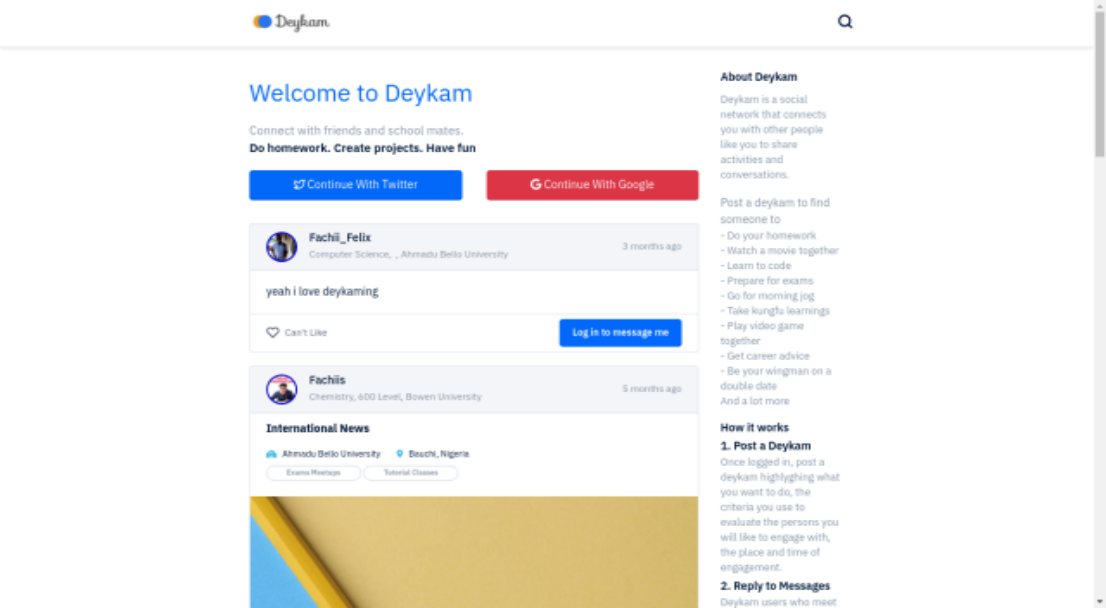 Deykam
Welcome to Deykam
Connect with friends and school mates.
Do homework. Create projects. Have fun
Continue With Twitter
Continue With Google
Fachii_Felix
Computer Science, , Ahmadu Bello University
3 months ago
yeah i love deykaming
Can't Like
Log in to message me
Fachiis
Chemistry, 600 Level, Bowen University
5 months ago
International News
Ahmadu Bello University
Bauchi, Nigeria
Exams Meetups
Tutorial Classes
About Deykam
Deykam is a social
network that connects
you with other people
like you to share
activities and
conversations.
Post a deykam to find
someone to
- Do your homework
- Watch a movie together
- Learn to code
- Prepare for exams
- Go for morning jog
- Take kungfu learnings
- Play video game
together
- Get career advice
- Be your wingman on a
double date
And a lot more
How it works
1. Post a Deykam
Once logged in, post a
deykam highlyghing what
you want to do, the
criteria you use to
evaluate the persons you
will like to engage with,
the place and time of
engagement.
2. Reply to Messages
Deykam users who meet